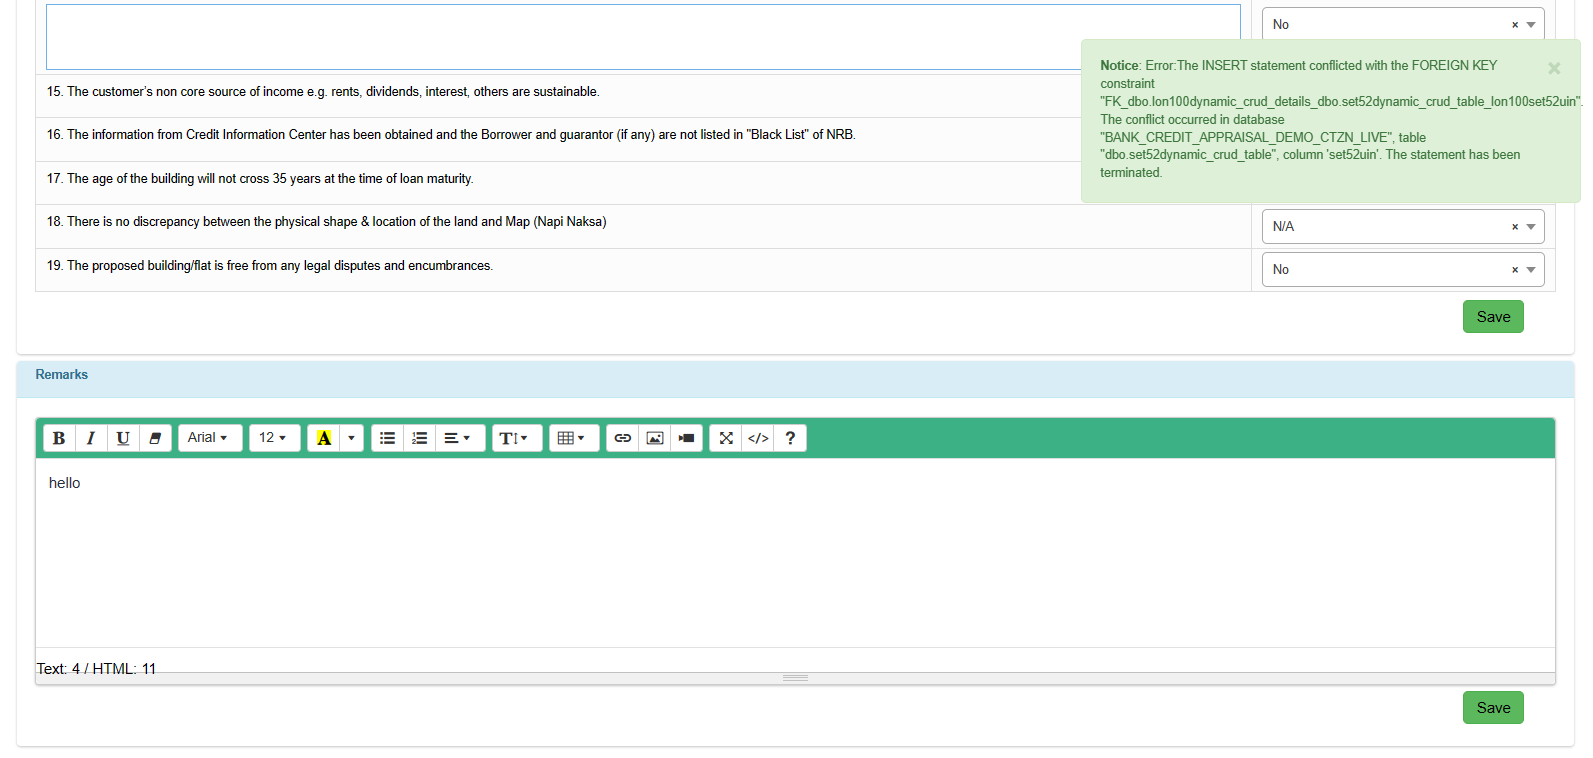 No × 
Notice: Error:The INSERT statement conflicted with the FOREIGN KEY
constraint
"FK_dbo.lon100dynamic_crud_details_dbo.set52dynamic_crud_table_lon100set52uin".
The conflict occurred in database
"BANK_CREDIT_APPRAISAL_DEMO_CTZN_LIVE", table
"dbo.set52dynamic_crud_table", column 'set52uin'. The statement has been
terminated.
×
15. The customer's non core source of income e.g. rents, dividends, interest, others are sustainable.
16. The information from Credit Information Center has been obtained and the Borrower and guarantor (if any) are not listed in "Black List" of NRB.
17. The age of the building will not cross 35 years at the time of loan maturity.
18. There is no discrepancy between the physical shape & location of the land and Map (Napi Naksa)
N/A ×
19. The proposed building/flat is free from any legal disputes and encumbrances.
No ×
Save
Remarks
B I U Arial 12 A T </> ?
hello
Text: 4 / HTML: 11
Save